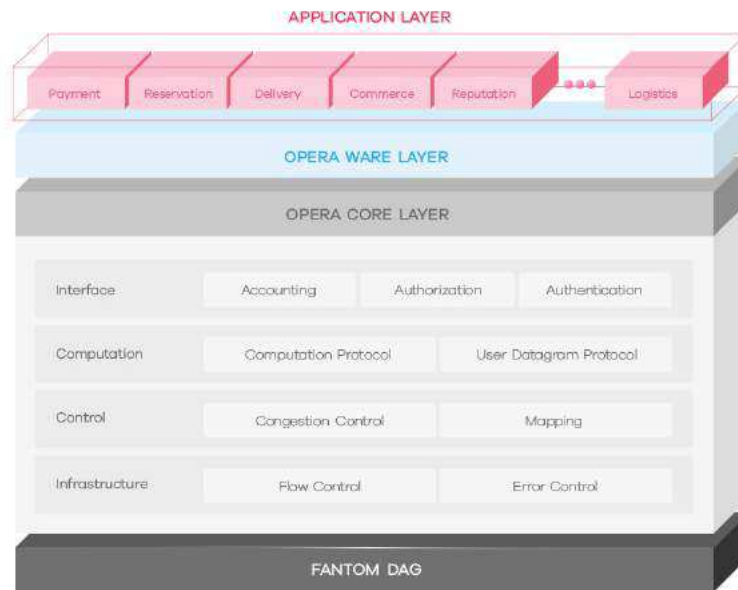 APPLICATION LAYER
Payment Reservation Delivery Commerce Reputation Logistics
OPERA WARE LAYER
OPERA CORE LAYER
Interface Accounting Authorization Authentication
Computation Computation Protocol User Datagram Protocol
Control Congestion Control Mapping
Infrastructure Flow Control Error Control
FANTOM DAG